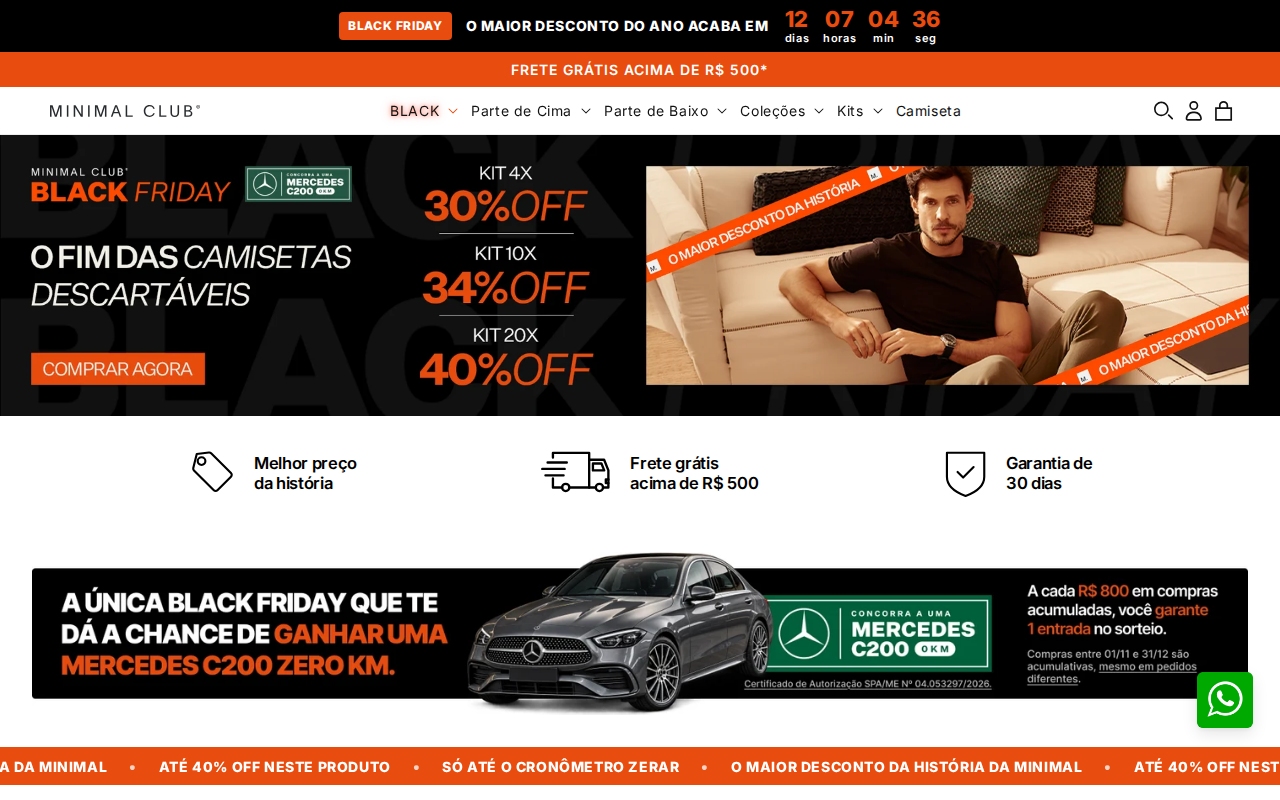 BLACK FRIDAY
O MAIOR DESCONTO DO ANO ACABA EM
12 07 04 36
dias horas min seg
FRETE GRÁTIS ACIMA DE R$ 500*
MINIMAL CLUB®
BLACK Parte de Cima Parte de Baixo Coleções Kits Camiseta
MINIMAL CLUB®
BLACK FRIDAY
CONCORRA A UMA
MERCEDES
C200 0KM
O FIM DAS CAMISETAS
DESCARTÁVEIS
COMPRAR AGORA
KIT 4X
30%OFF
KIT 10X
34%OFF
KIT 20X
40%OFF
M. O MAIOR DESCONTO DA HISTÓRIA M.
M. O MAIOR DESCONTO DA HIS
BLACK FRIDAY
BLACK FRIDAY
Melhor preço
da história
Frete grátis
acima de R$ 500
Garantia de
30 dias
A ÚNICA BLACK FRIDAY QUE TE
DÁ A CHANCE DE GANHAR UMA
MERCEDES C200 ZERO KM.
CONCORRA A UMA
MERCEDES
C200 0KM
Certificado de Autorização SPA/ME Nº 04.053297/2026.
A cada R$ 800 em compras
acumuladas, você garante
1 entrada no sorteio.
Compras entre 01/11 e 31/12 são
acumulativas, mesmo em pedidos
diferentes.
A DA MINIMAL • ATÉ 40% OFF NESTE PRODUTO • SÓ ATÉ O CRONÔMETRO ZERAR • O MAIOR DESCONTO DA HISTÓRIA DA MINIMAL • ATÉ 40% OFF NEST